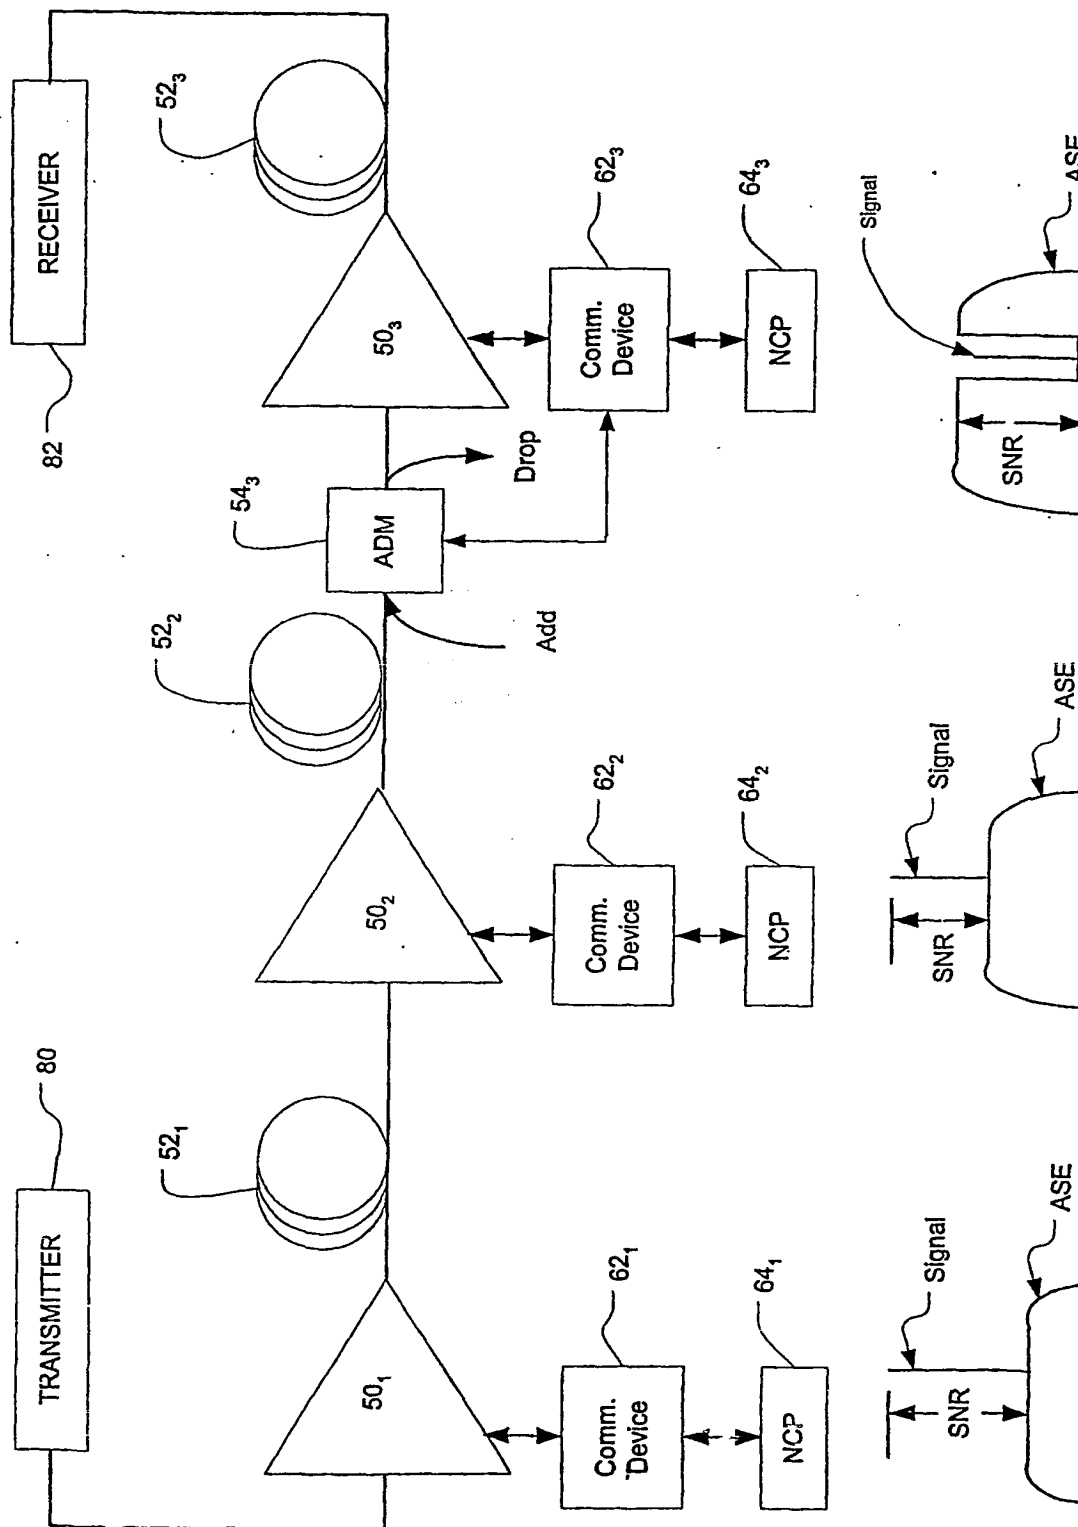 TRANSMITTER
80
RECEIVER
82
52₁
52₂
52₃
50₁
50₂
54₃
ADM
50₃
Add
Drop
Comm.
Device
62₁
Comm.
Device
62₂
Comm.
Device
62₃
NCP
64₁
NCP
64₂
NCP
64₃
SNR
Signal
ASE
SNR
Signal
ASE
SNR
Signal
ASE